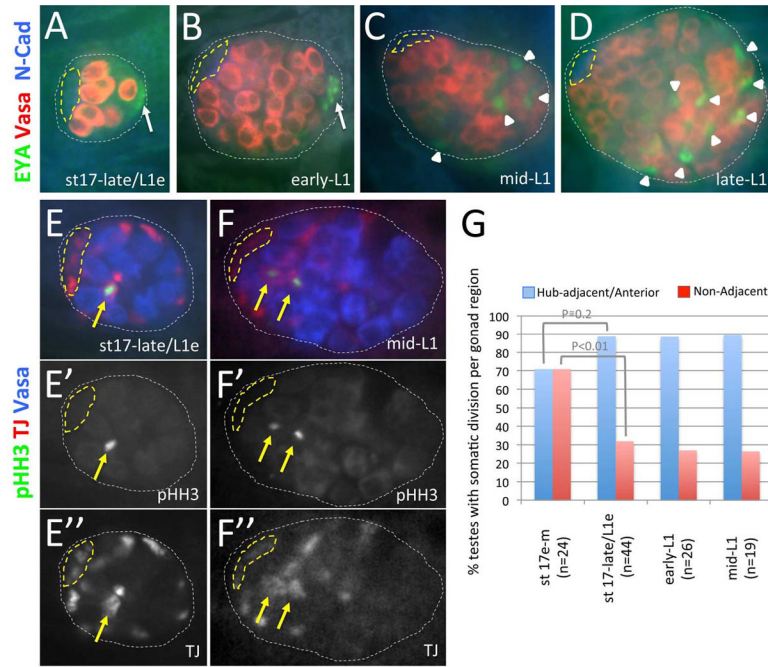 EYA Vasa N-Cad
A
st17-late/L1e
B
early-L1
C
mid-L1
D
late-L1
pHH3 TJ Vasa
E
st17-late/L1e
F
mid-L1
E'
pHH3
F'
pHH3
E''
TJ
F''
TJ
G
Hub-adjacent/Anterior
Non-Adjacent
% testes with somatic division per gonad region
100
90
80
70
60
50
40
30
20
10
0
P=0.2
P<0.01
st 17e-m
(n=24)
st 17-late/L1e
(n=44)
early-L1
(n=26)
mid-L1
(n=19)